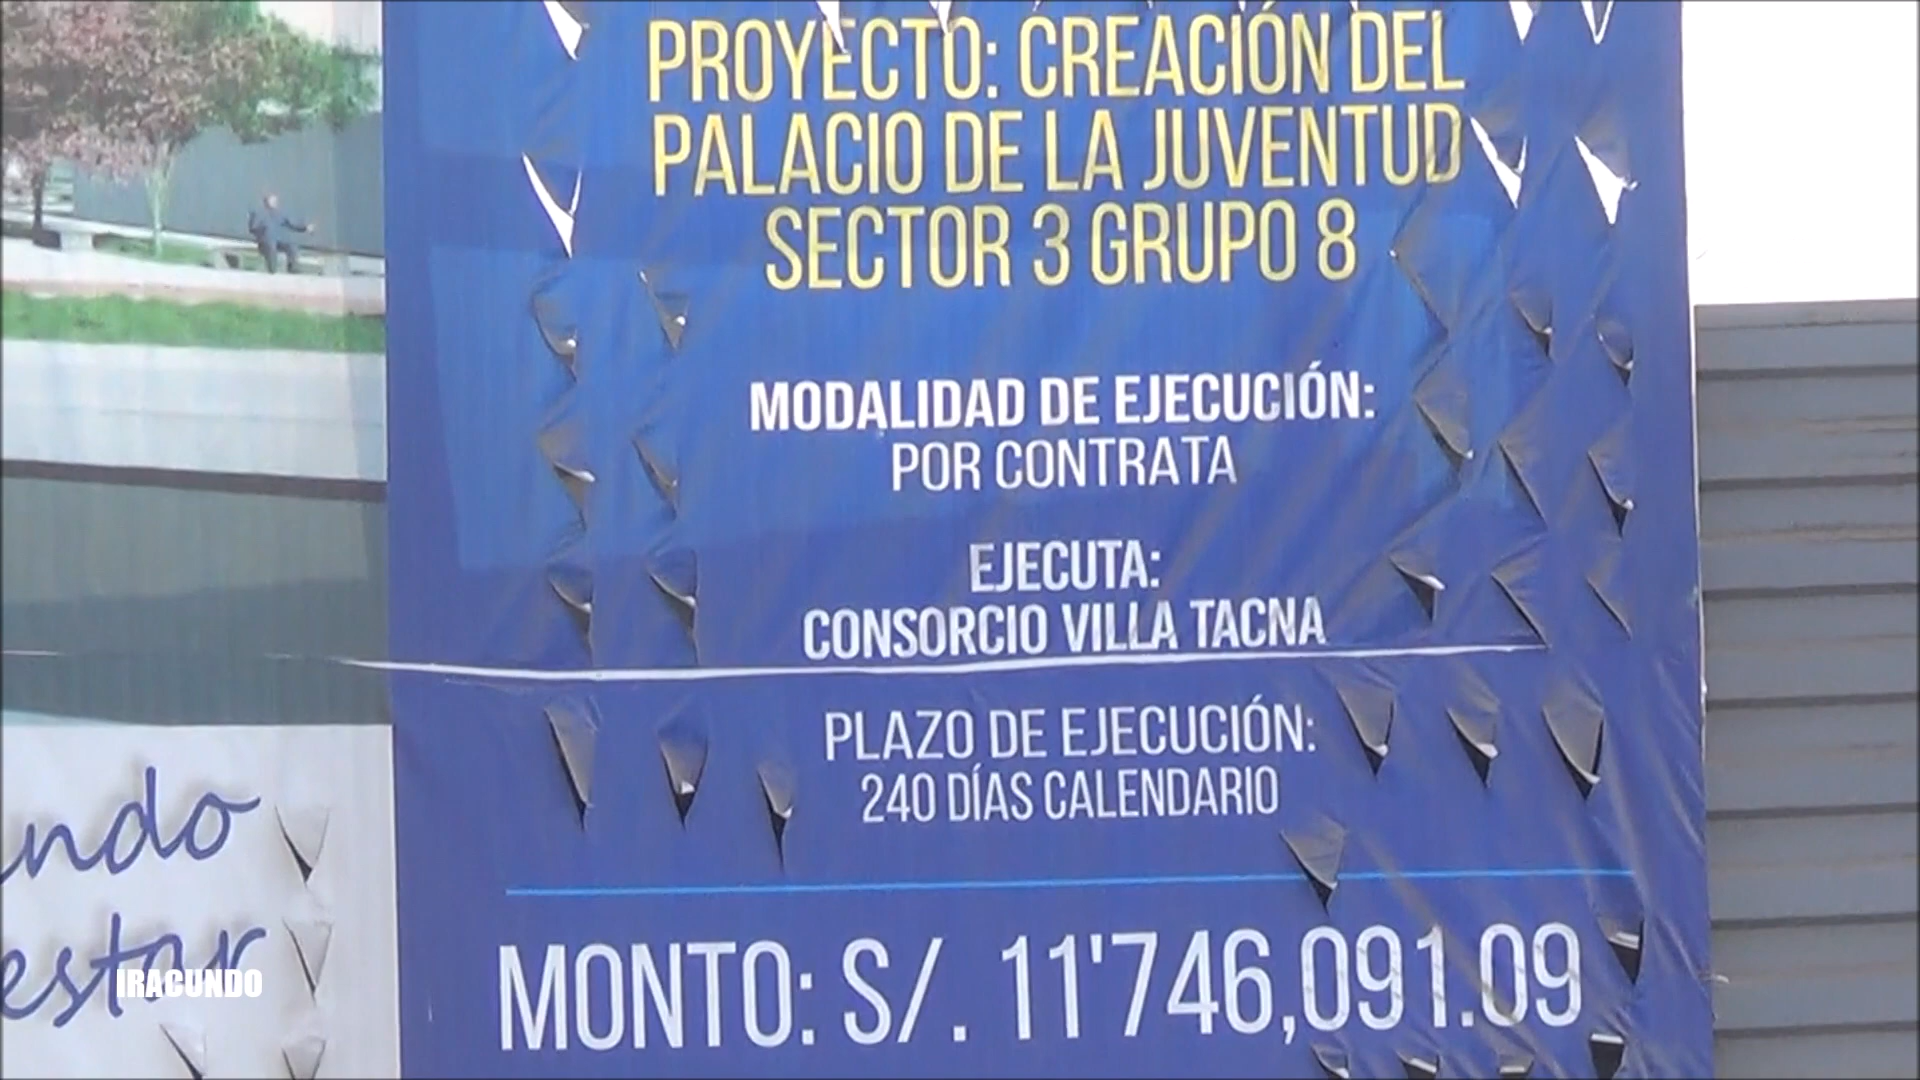 PROYECTO: CREACIÓN DEL
PALACIO DE LA JUVENTUD
SECTOR 3 GRUPO 8
MODALIDAD DE EJECUCIÓN:
POR CONTRATA
EJECUTA:
CONSORCIO VILLA TACNA
PLAZO DE EJECUCIÓN:
240 DÍAS CALENDARIO
MONTO: S/. 11'746,091.09
ndo
estar
IRACUNDO